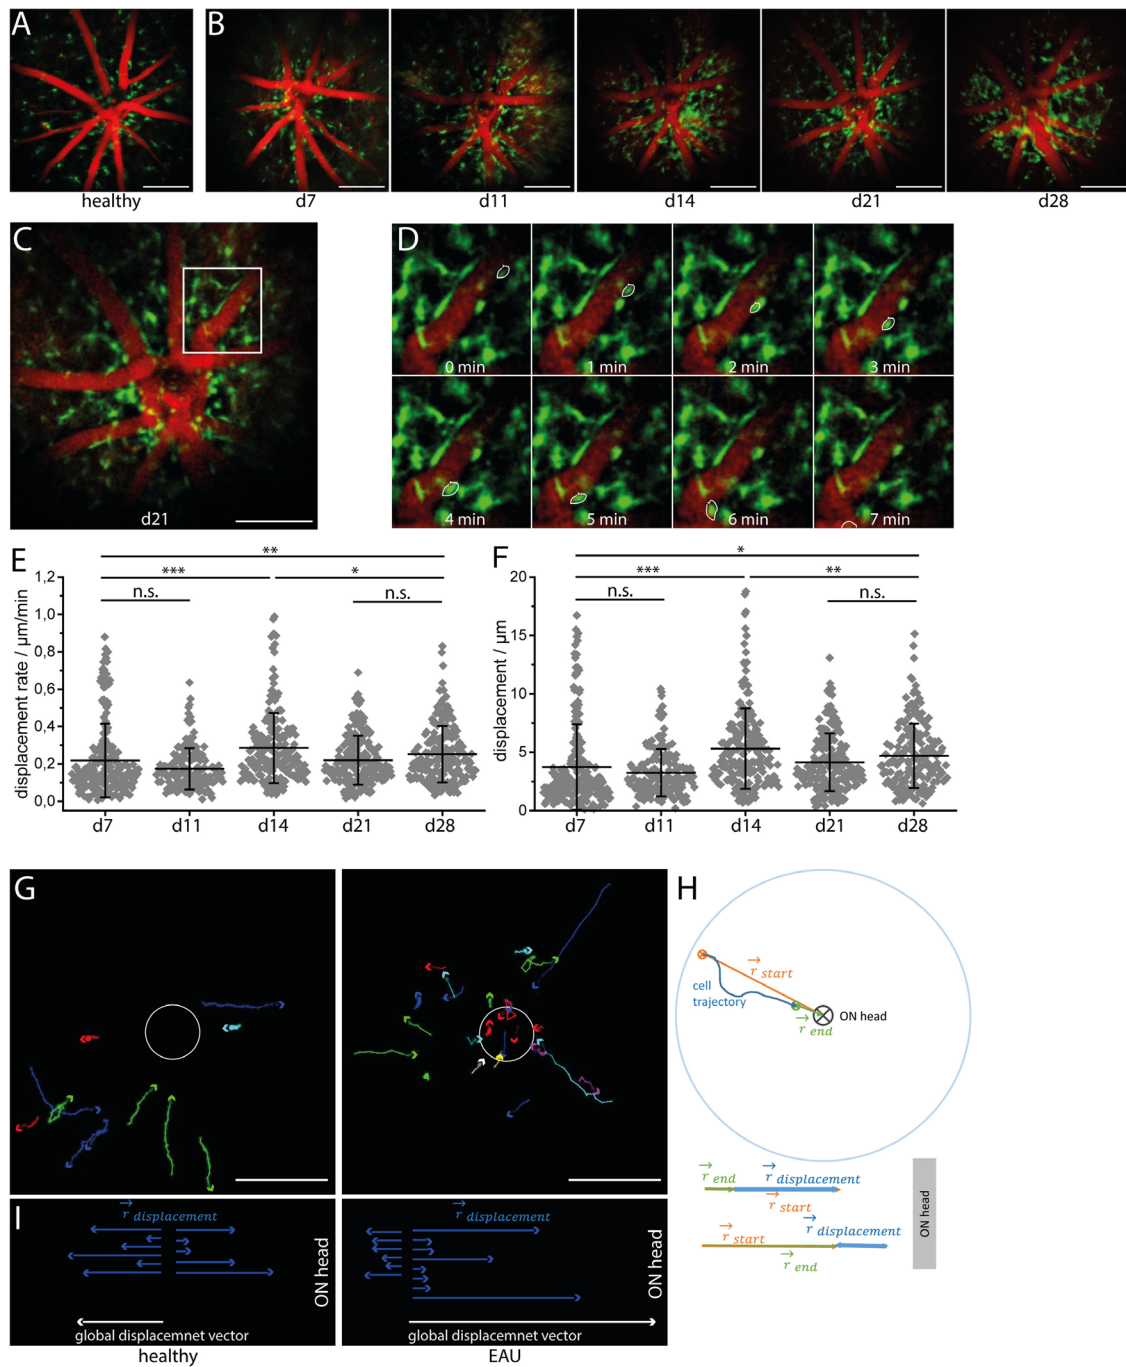 A
B
healthy
d7
d11
d14
d21
d28
C
d21
D
0 min
1 min
2 min
3 min
4 min
5 min
6 min
7 min
E
**
***
*
n.s.
n.s.
1,2
1,0
0,8
0,6
0,4
0,2
0,0
displacement rate / µm/min
d7
d11
d14
d21
d28
F
*
***
**
n.s.
n.s.
20
15
10
5
0
displacement / µm
d7
d11
d14
d21
d28
G
H
r start
cell
trajectory
ON head
r end
r end
r displacement
r start
r start
r displacement
r end
ON head
I
r displacement
ON head
global displacemnet vector
healthy
r displacement
ON head
global displacemnet vector
EAU